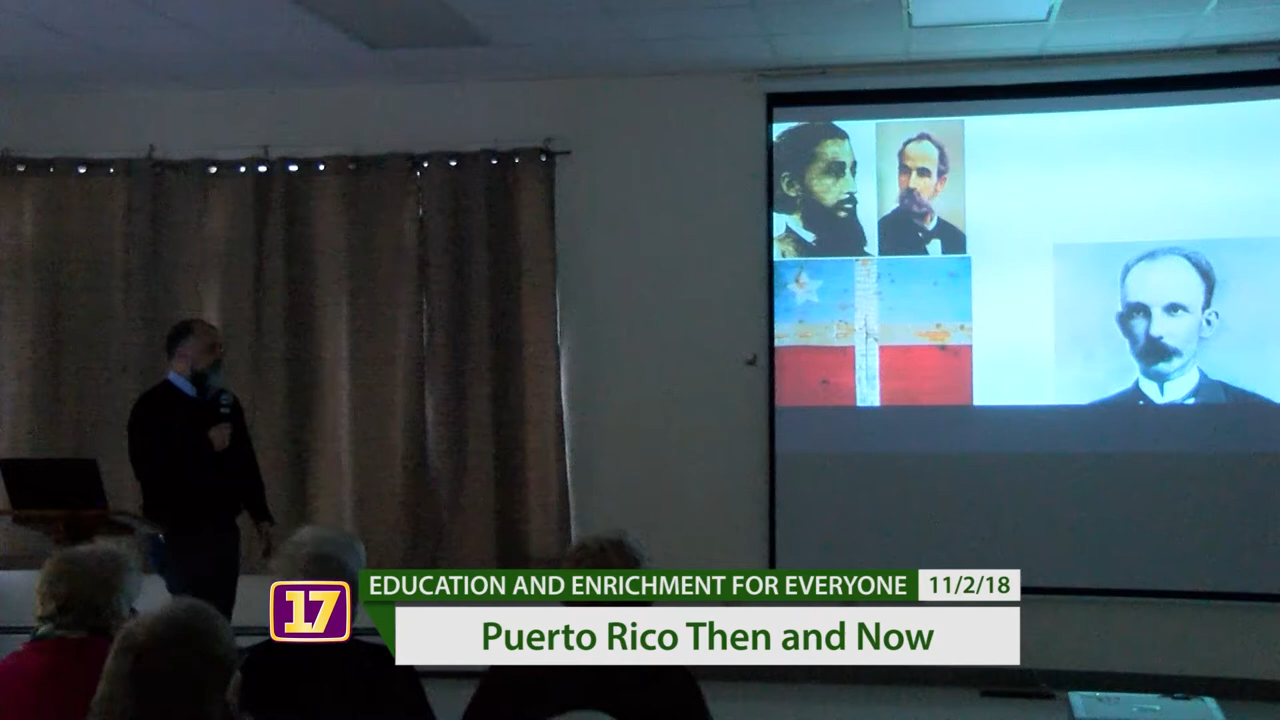 17
EDUCATION AND ENRICHMENT FOR EVERYONE 11/2/18
Puerto Rico Then and Now